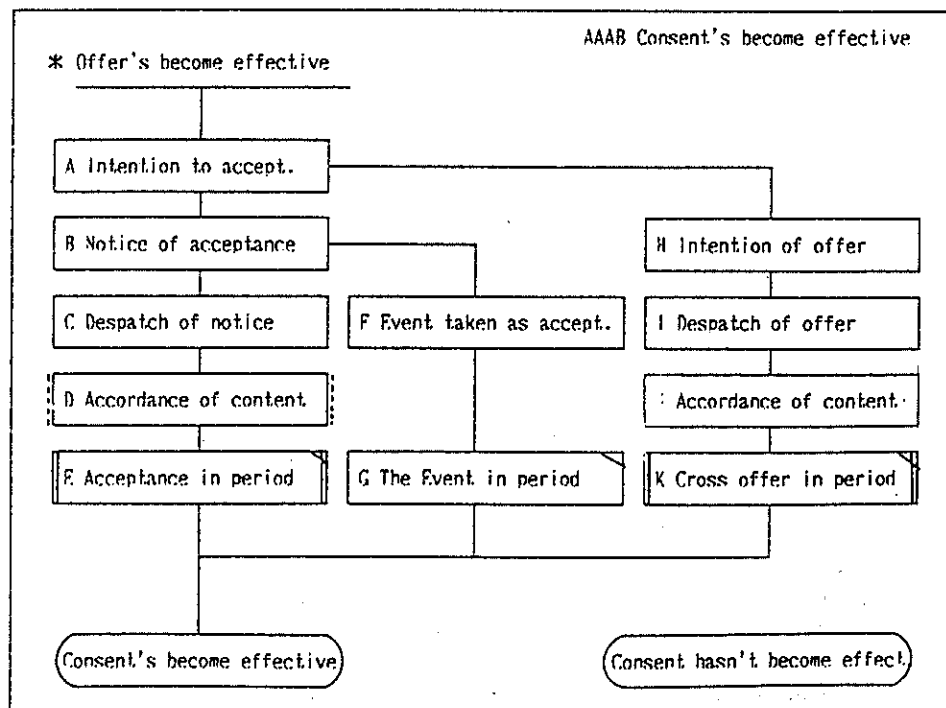 AAAB Consent's become effective
* Offer's become effective
A Intention to accept.
B Notice of acceptance
H Intention of offer
C Despatch of notice
F Event taken as accept.
I Despatch of offer
D Accordance of content
: Accordance of content
E Acceptance in period
G The Event in period
K Cross offer in period
Consent's become effective
Consent hasn't become effect